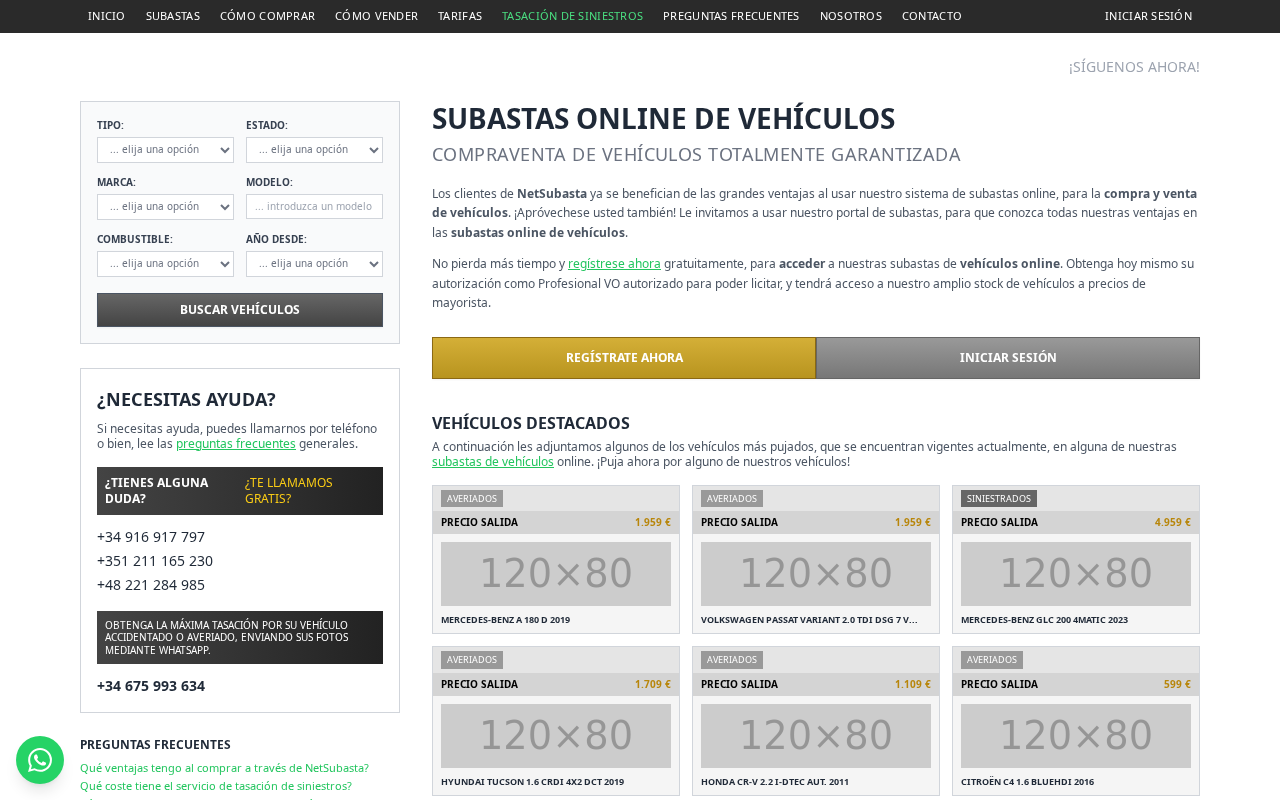 INICIO SUBASTAS CÓMO COMPRAR CÓMO VENDER TARIFAS TASACIÓN DE SINIESTROS PREGUNTAS FRECUENTES NOSOTROS CONTACTO INICIAR SESIÓN
¡SÍGUENOS AHORA!
TIPO: ESTADO:
... elija una opción ... elija una opción
MARCA: MODELO:
... elija una opción ... introduzca un modelo
COMBUSTIBLE: AÑO DESDE:
... elija una opción ... elija una opción
BUSCAR VEHÍCULOS
¿NECESITAS AYUDA?
Si necesitas ayuda, puedes llamarnos por teléfono
o bien, lee las preguntas frecuentes generales.
¿TIENES ALGUNA DUDA? ¿TE LLAMAMOS GRATIS?
+34 916 917 797
+351 211 165 230
+48 221 284 985
OBTENGA LA MÁXIMA TASACIÓN POR SU VEHÍCULO
ACCIDENTADO O AVERIADO, ENVIANDO SUS FOTOS
MEDIANTE WHATSAPP.
+34 675 993 634
PREGUNTAS FRECUENTES
Qué ventajas tengo al comprar a través de NetSubasta?
Qué coste tiene el servicio de tasación de siniestros?
SUBASTAS ONLINE DE VEHÍCULOS
COMPRAVENTA DE VEHÍCULOS TOTALMENTE GARANTIZADA
Los clientes de NetSubasta ya se benefician de las grandes ventajas al usar nuestro sistema de subastas online, para la compra y venta
de vehículos. ¡Apróvechese usted también! Le invitamos a usar nuestro portal de subastas, para que conozca todas nuestras ventajas en
las subastas online de vehículos.
No pierda más tiempo y regístrese ahora gratuitamente, para acceder a nuestras subastas de vehículos online. Obtenga hoy mismo su
autorización como Profesional VO autorizado para poder licitar, y tendrá acceso a nuestro amplio stock de vehículos a precios de
mayorista.
REGÍSTRATE AHORA INICIAR SESIÓN
VEHÍCULOS DESTACADOS
A continuación les adjuntamos algunos de los vehículos más pujados, que se encuentran vigentes actualmente, en alguna de nuestras
subastas de vehículos online. ¡Puja ahora por alguno de nuestros vehículos!
AVERIADOS AVERIADOS SINIESTRADOS
PRECIO SALIDA 1.959 € PRECIO SALIDA 1.959 € PRECIO SALIDA 4.959 €
120×80 120×80 120×80
MERCEDES-BENZ A 180 D 2019 VOLKSWAGEN PASSAT VARIANT 2.0 TDI DSG 7 V... MERCEDES-BENZ GLC 200 4MATIC 2023
AVERIADOS AVERIADOS AVERIADOS
PRECIO SALIDA 1.709 € PRECIO SALIDA 1.109 € PRECIO SALIDA 599 €
120×80 120×80 120×80
HYUNDAI TUCSON 1.6 CRDI 4X2 DCT 2019 HONDA CR-V 2.2 I-DTEC AUT. 2011 CITROËN C4 1.6 BLUEHDI 2016